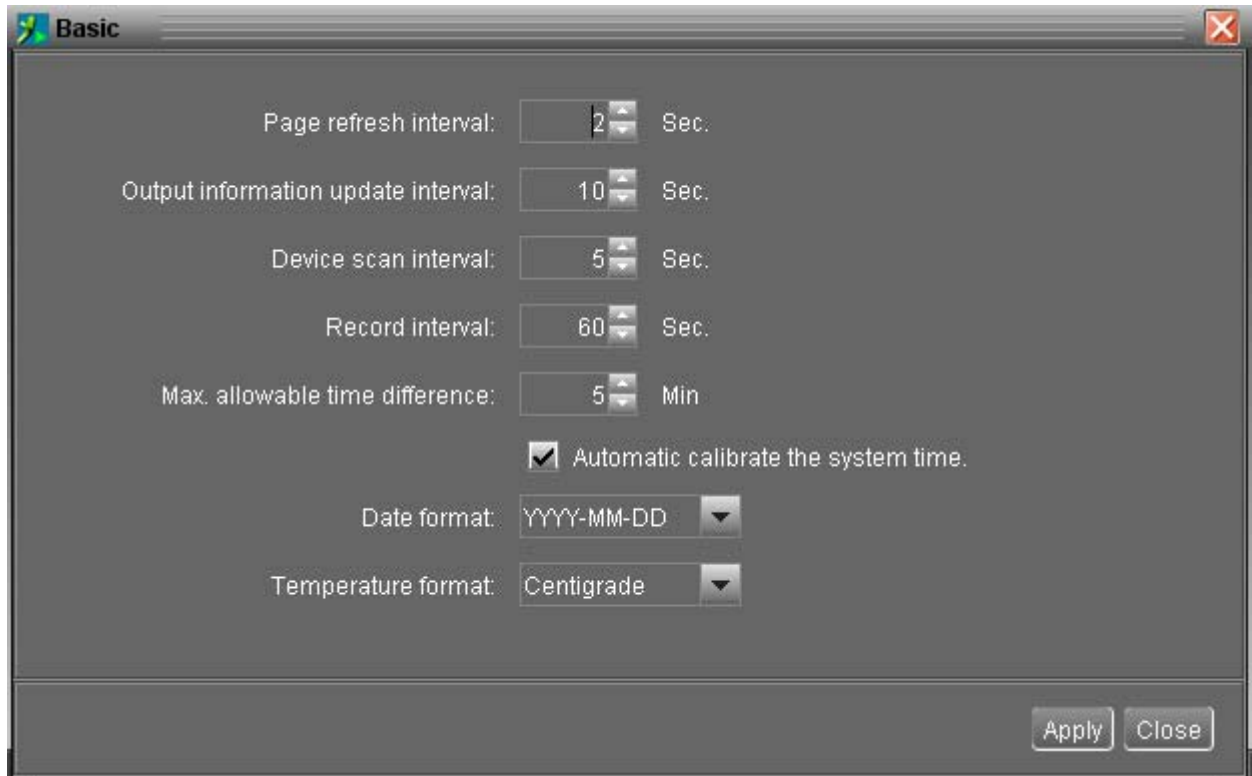 Basic
Page refresh interval: 2 Sec.
Output information update interval: 10 Sec.
Device scan interval: 5 Sec.
Record interval: 60 Sec.
Max. allowable time difference: 5 Min
Automatic calibrate the system time.
Date format: YYYY-MM-DD
Temperature format: Centigrade
Apply Close